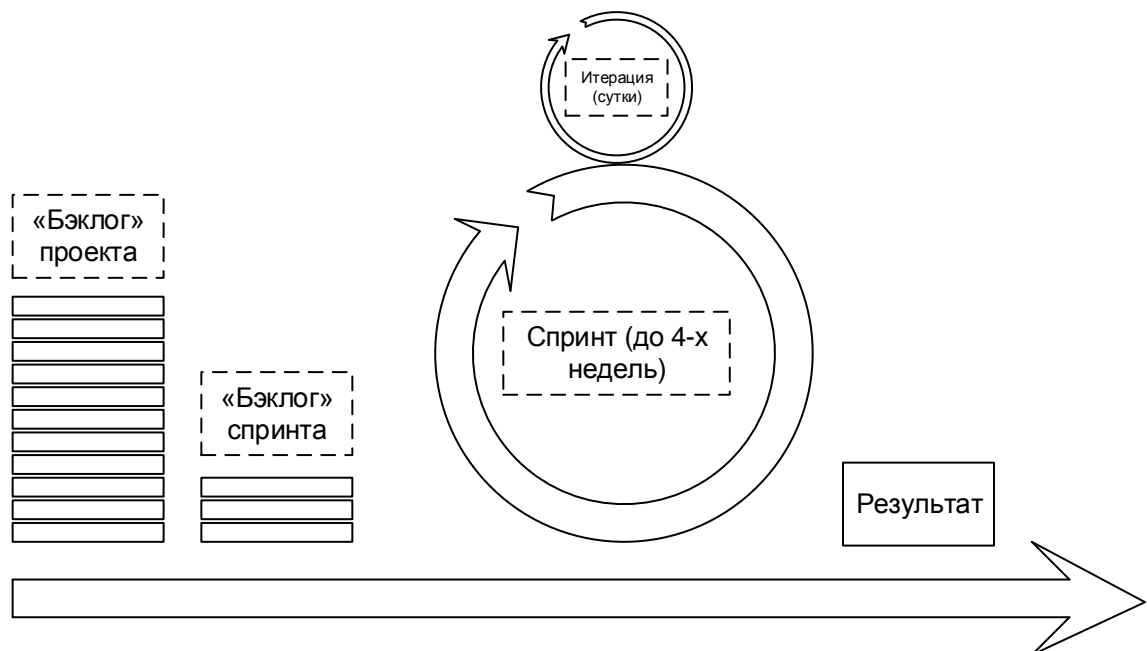 Итерация
(сутки)
«Бэклог»
проекта
Спринт (до 4-х
недель)
«Бэклог»
спринта
Результат